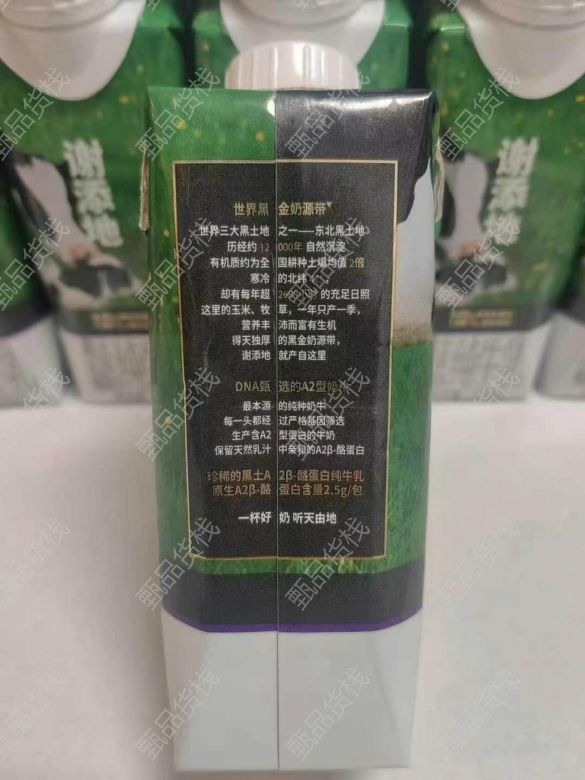 世界黑金奶源带
世界三大黑土地之一——东北黑土地
历经约12000年 自然沉淀
有机质约为全国耕种土壤均值2倍
寒冷的北纬
却有每年超2600小时的充足日照
这里的玉米、牧草，一年只产一季，
营养丰沛而富有生机
得天独厚的黑金奶源带，
谢添地就产自这里
DNA甄选的A2型奶牛
最本源的纯种奶牛
每一头都经过严格基因筛选
生产含A2型蛋白的牛奶
保留天然乳汁中亲和的A2β-酪蛋白
珍稀的黑土A2β-酪蛋白纯牛乳
原生A2β-酪蛋白含量2.5g/包
一杯好奶 听天由地
谢添地
谢添地
甄品货栈